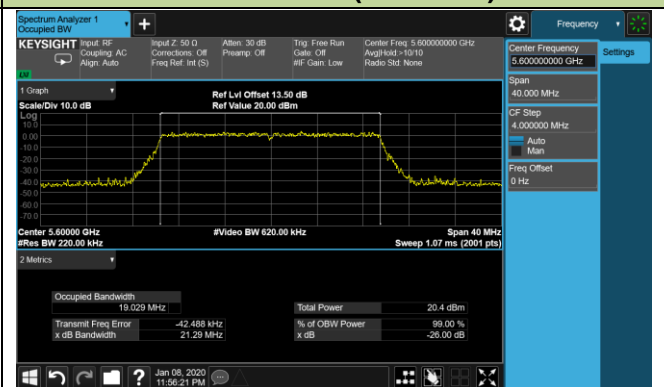 Spectrum Analyzer 1
Occupied BW
+
Frequency
KEYSIGHT
Input: RF
Coupling: AC
Align: Auto
Input Z: 50 Ω
Corrections: Off
Freq Ref: Int (S)
Atten: 30 dB
Preamp: Off
Trig: Free Run
Gate: Off
#IF Gain: Low
Center Freq: 5.600000000 GHz
Avg|Hold:>10/10
Radio Std: None
Center Frequency
5.600000000 GHz
Settings
Span
40.000 MHz
CF Step
4.000000 MHz
Auto
Man
Freq Offset
0 Hz
1 Graph
Scale/Div 10.0 dB
Ref Lvl Offset 13.50 dB
Ref Value 20.00 dBm
Log
10.0
0.00
-10.0
-20.0
-30.0
-40.0
-50.0
-60.0
-70.0
Center 5.60000 GHz
#Video BW 620.00 kHz
Span 40 MHz
#Res BW 220.00 kHz
Sweep 1.07 ms (2001 pts)
2 Metrics
Occupied Bandwidth
19.029 MHz
Total Power
20.4 dBm
Transmit Freq Error
-42.488 kHz
% of OBW Power
99.00 %
x dB Bandwidth
21.29 MHz
x dB
-26.00 dB
?
Jan 08, 2020
11:56:21 PM